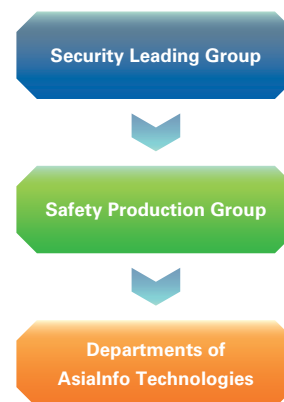 Security Leading Group
Safety Production Group
Departments of
AsiaInfo Technologies